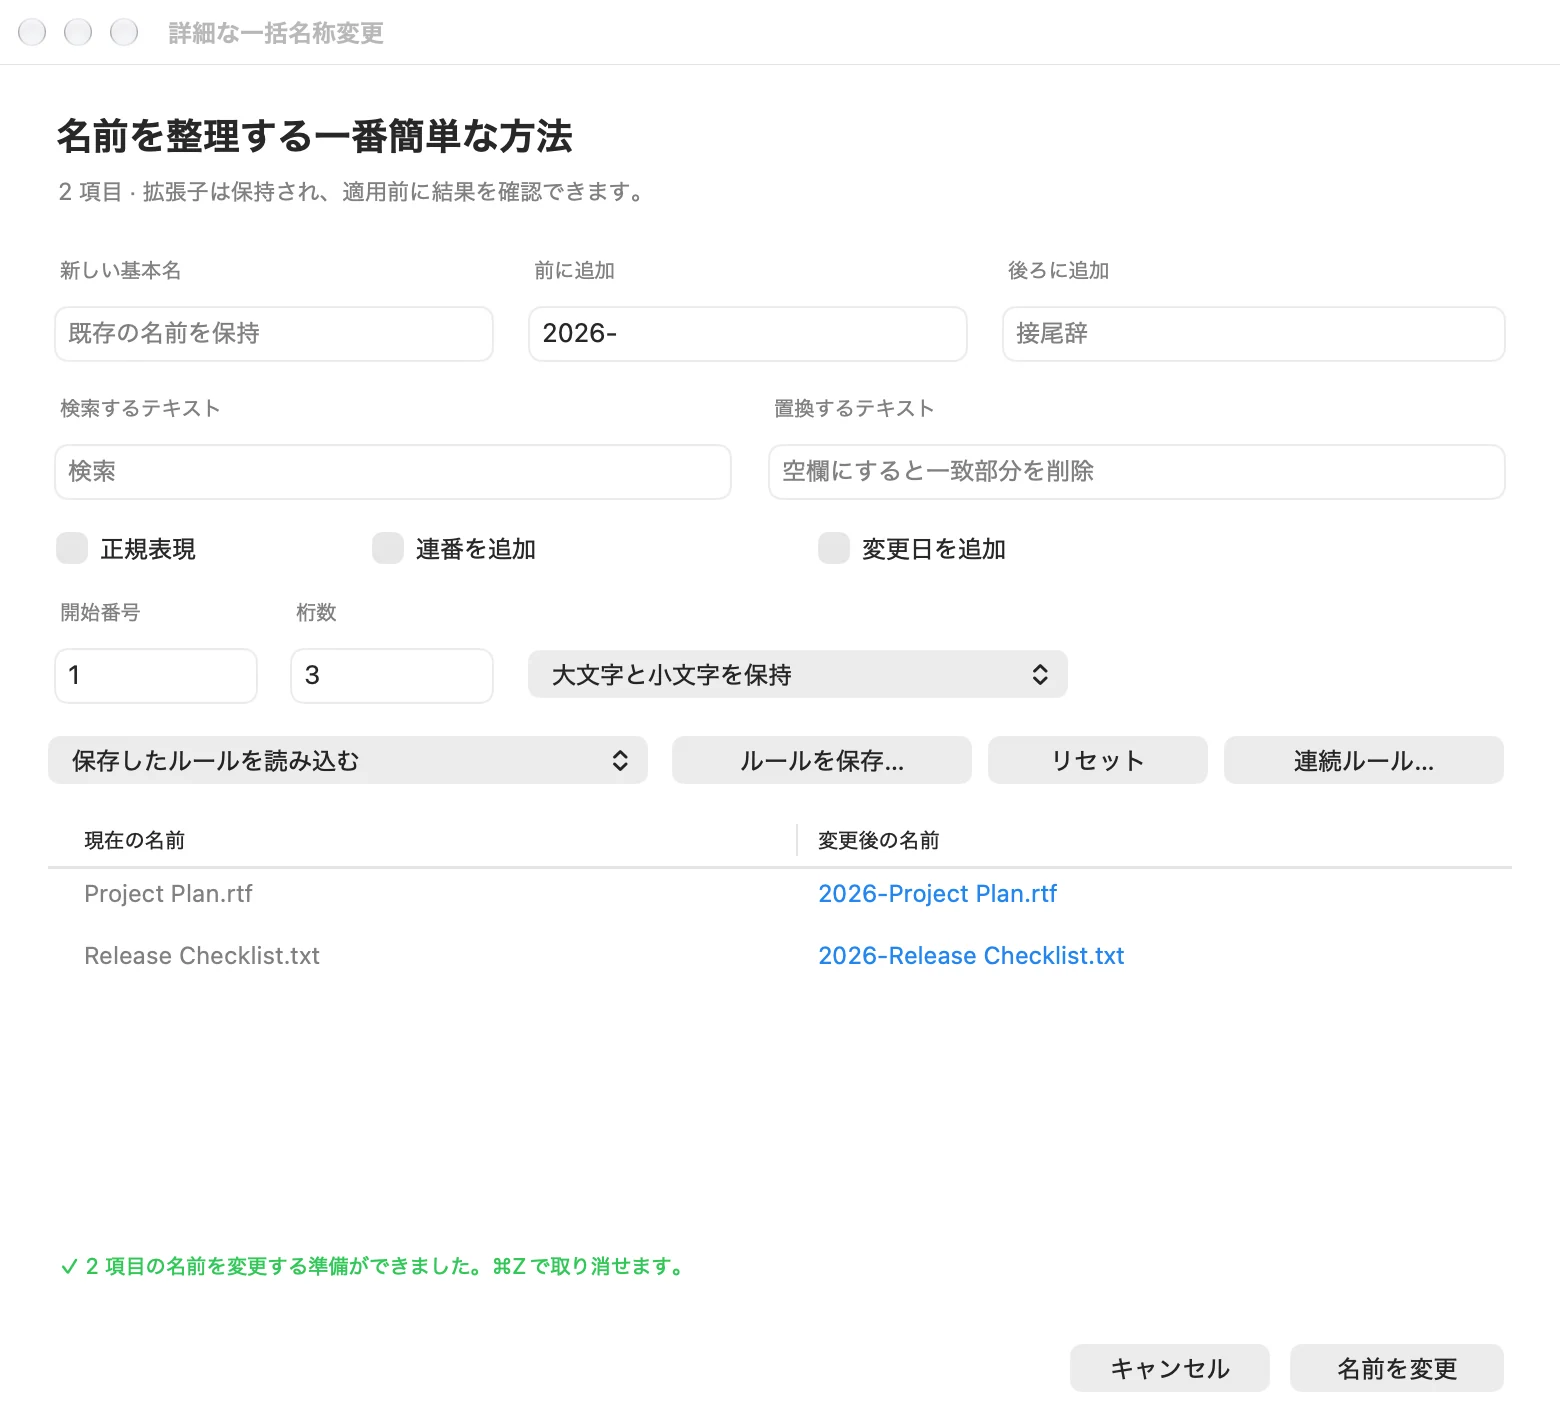 詳細な一括名称変更
名前を整理する一番簡単な方法
2 項目 · 拡張子は保持され、適用前に結果を確認できます。
新しい基本名 前に追加 後ろに追加
既存の名前を保持 2026- 接尾辞
検索するテキスト 置換するテキスト
検索 空欄にすると一致部分を削除
正規表現 連番を追加 変更日を追加
開始番号 桁数
1 3 大文字と小文字を保持
保存したルールを読み込む ルールを保存... リセット 連続ルール...
現在の名前 変更後の名前
Project Plan.rtf 2026-Project Plan.rtf
Release Checklist.txt 2026-Release Checklist.txt
✓ 2 項目の名前を変更する準備ができました。⌘Z で取り消せます。
キャンセル 名前を変更